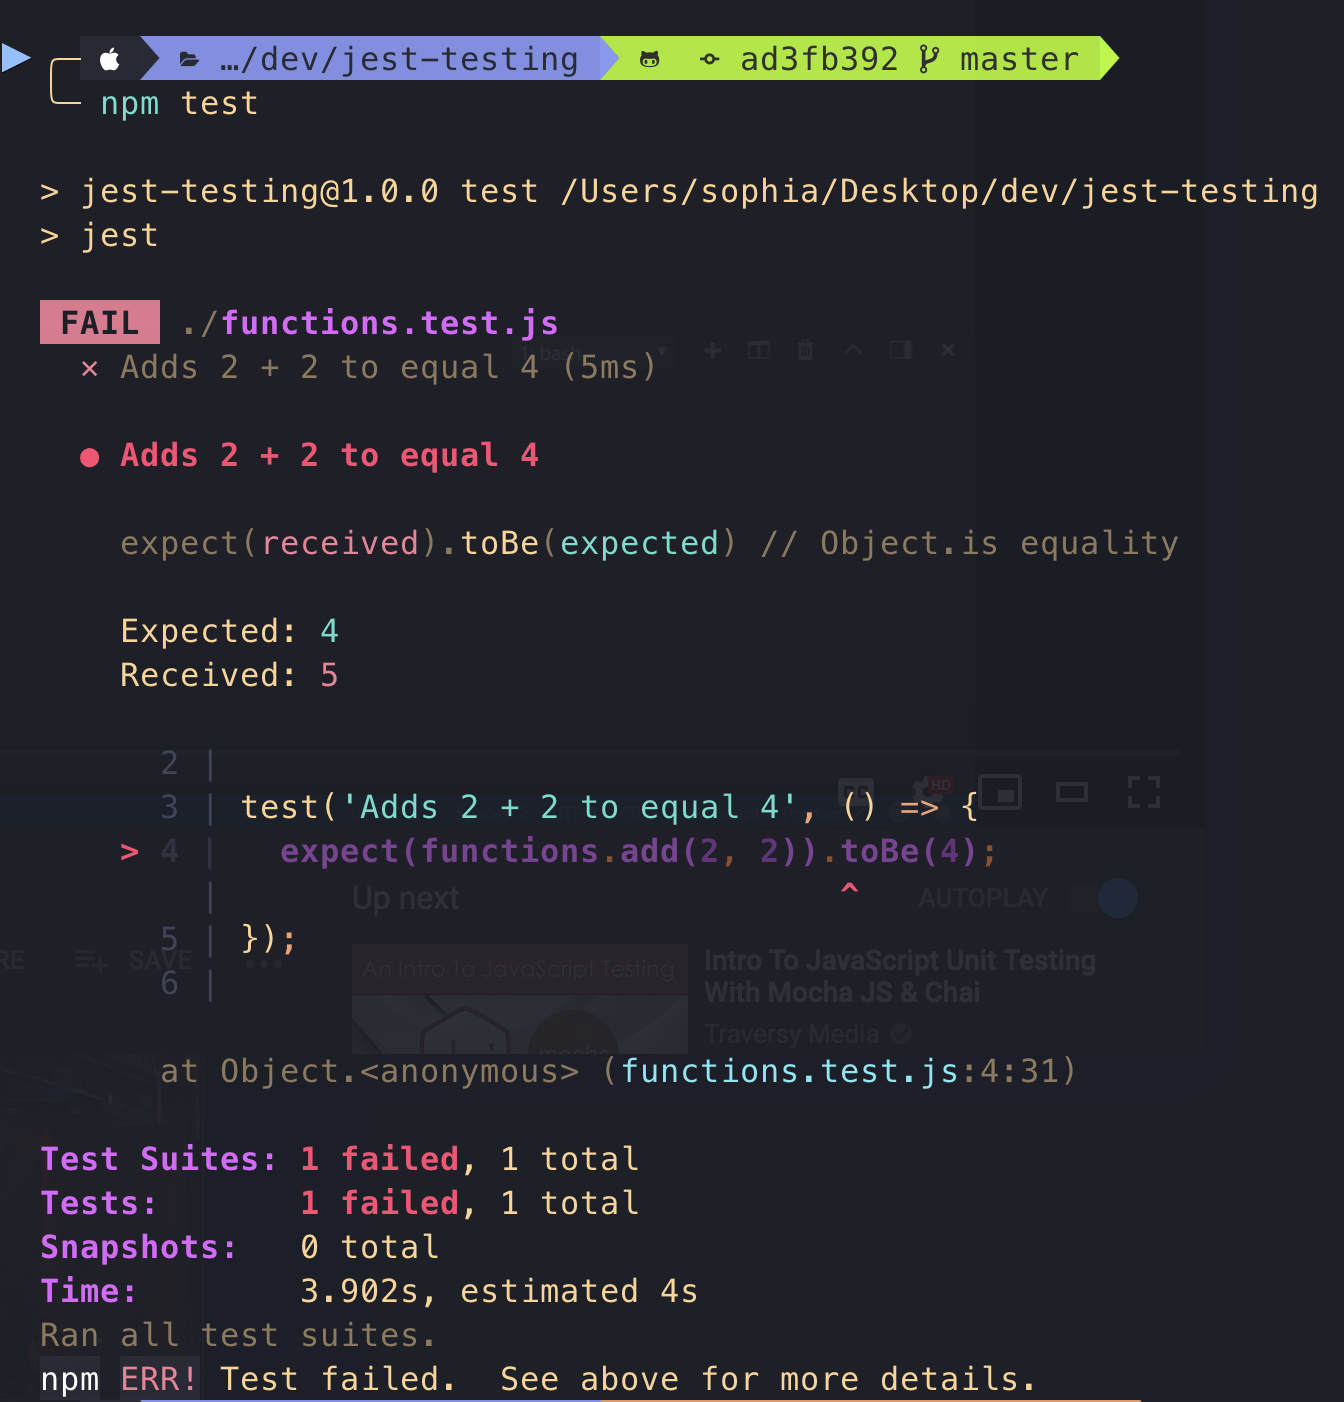 …/dev/jest-testing ad3fb392 master
npm test
> jest-testing@1.0.0 test /Users/sophia/Desktop/dev/jest-testing
> jest
FAIL ./functions.test.js
1: bash
× Adds 2 + 2 to equal 4 (5ms)
● Adds 2 + 2 to equal 4
expect(received).toBe(expected) // Object.is equality
Expected: 4
Received: 5
2 |
HD
3 | test('Adds 2 + 2 to equal 4', () => {
> 4 | expect(functions.add(2, 2)).toBe(4);
| ^
Up next AUTOPLAY
5 | });
RE SAVE
An Intro To JavaScript Testing
Intro To JavaScript Unit Testing
With Mocha JS & Chai
6 |
Traversy Media
mocha
at Object.<anonymous> (functions.test.js:4:31)
Test Suites: 1 failed, 1 total
Tests: 1 failed, 1 total
Snapshots: 0 total
Time: 3.902s, estimated 4s
Ran all test suites.
npm ERR! Test failed. See above for more details.